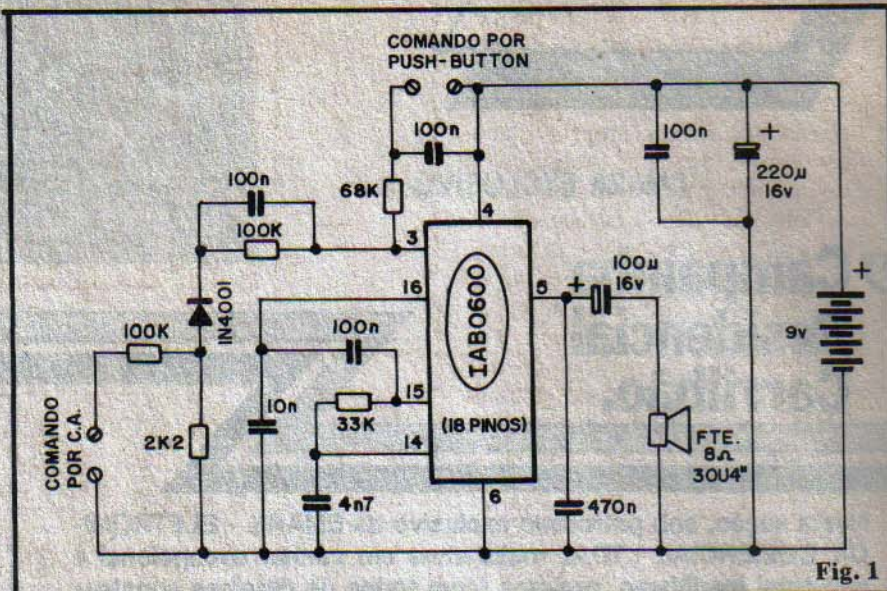 COMANDO POR
PUSH-BUTTON
100n
68K
100n
100K
3
4
100n
+
220µ
16v
1N4001
100K
16
100n
10n
33K
15
14
2K2
4n7
IAB0600
(18 PINOS)
5
+
100µ
16v
6
470n
FTE.
8Ω
3OU4"
+
9v
COMANDO
POR C.A.
Fig. 1